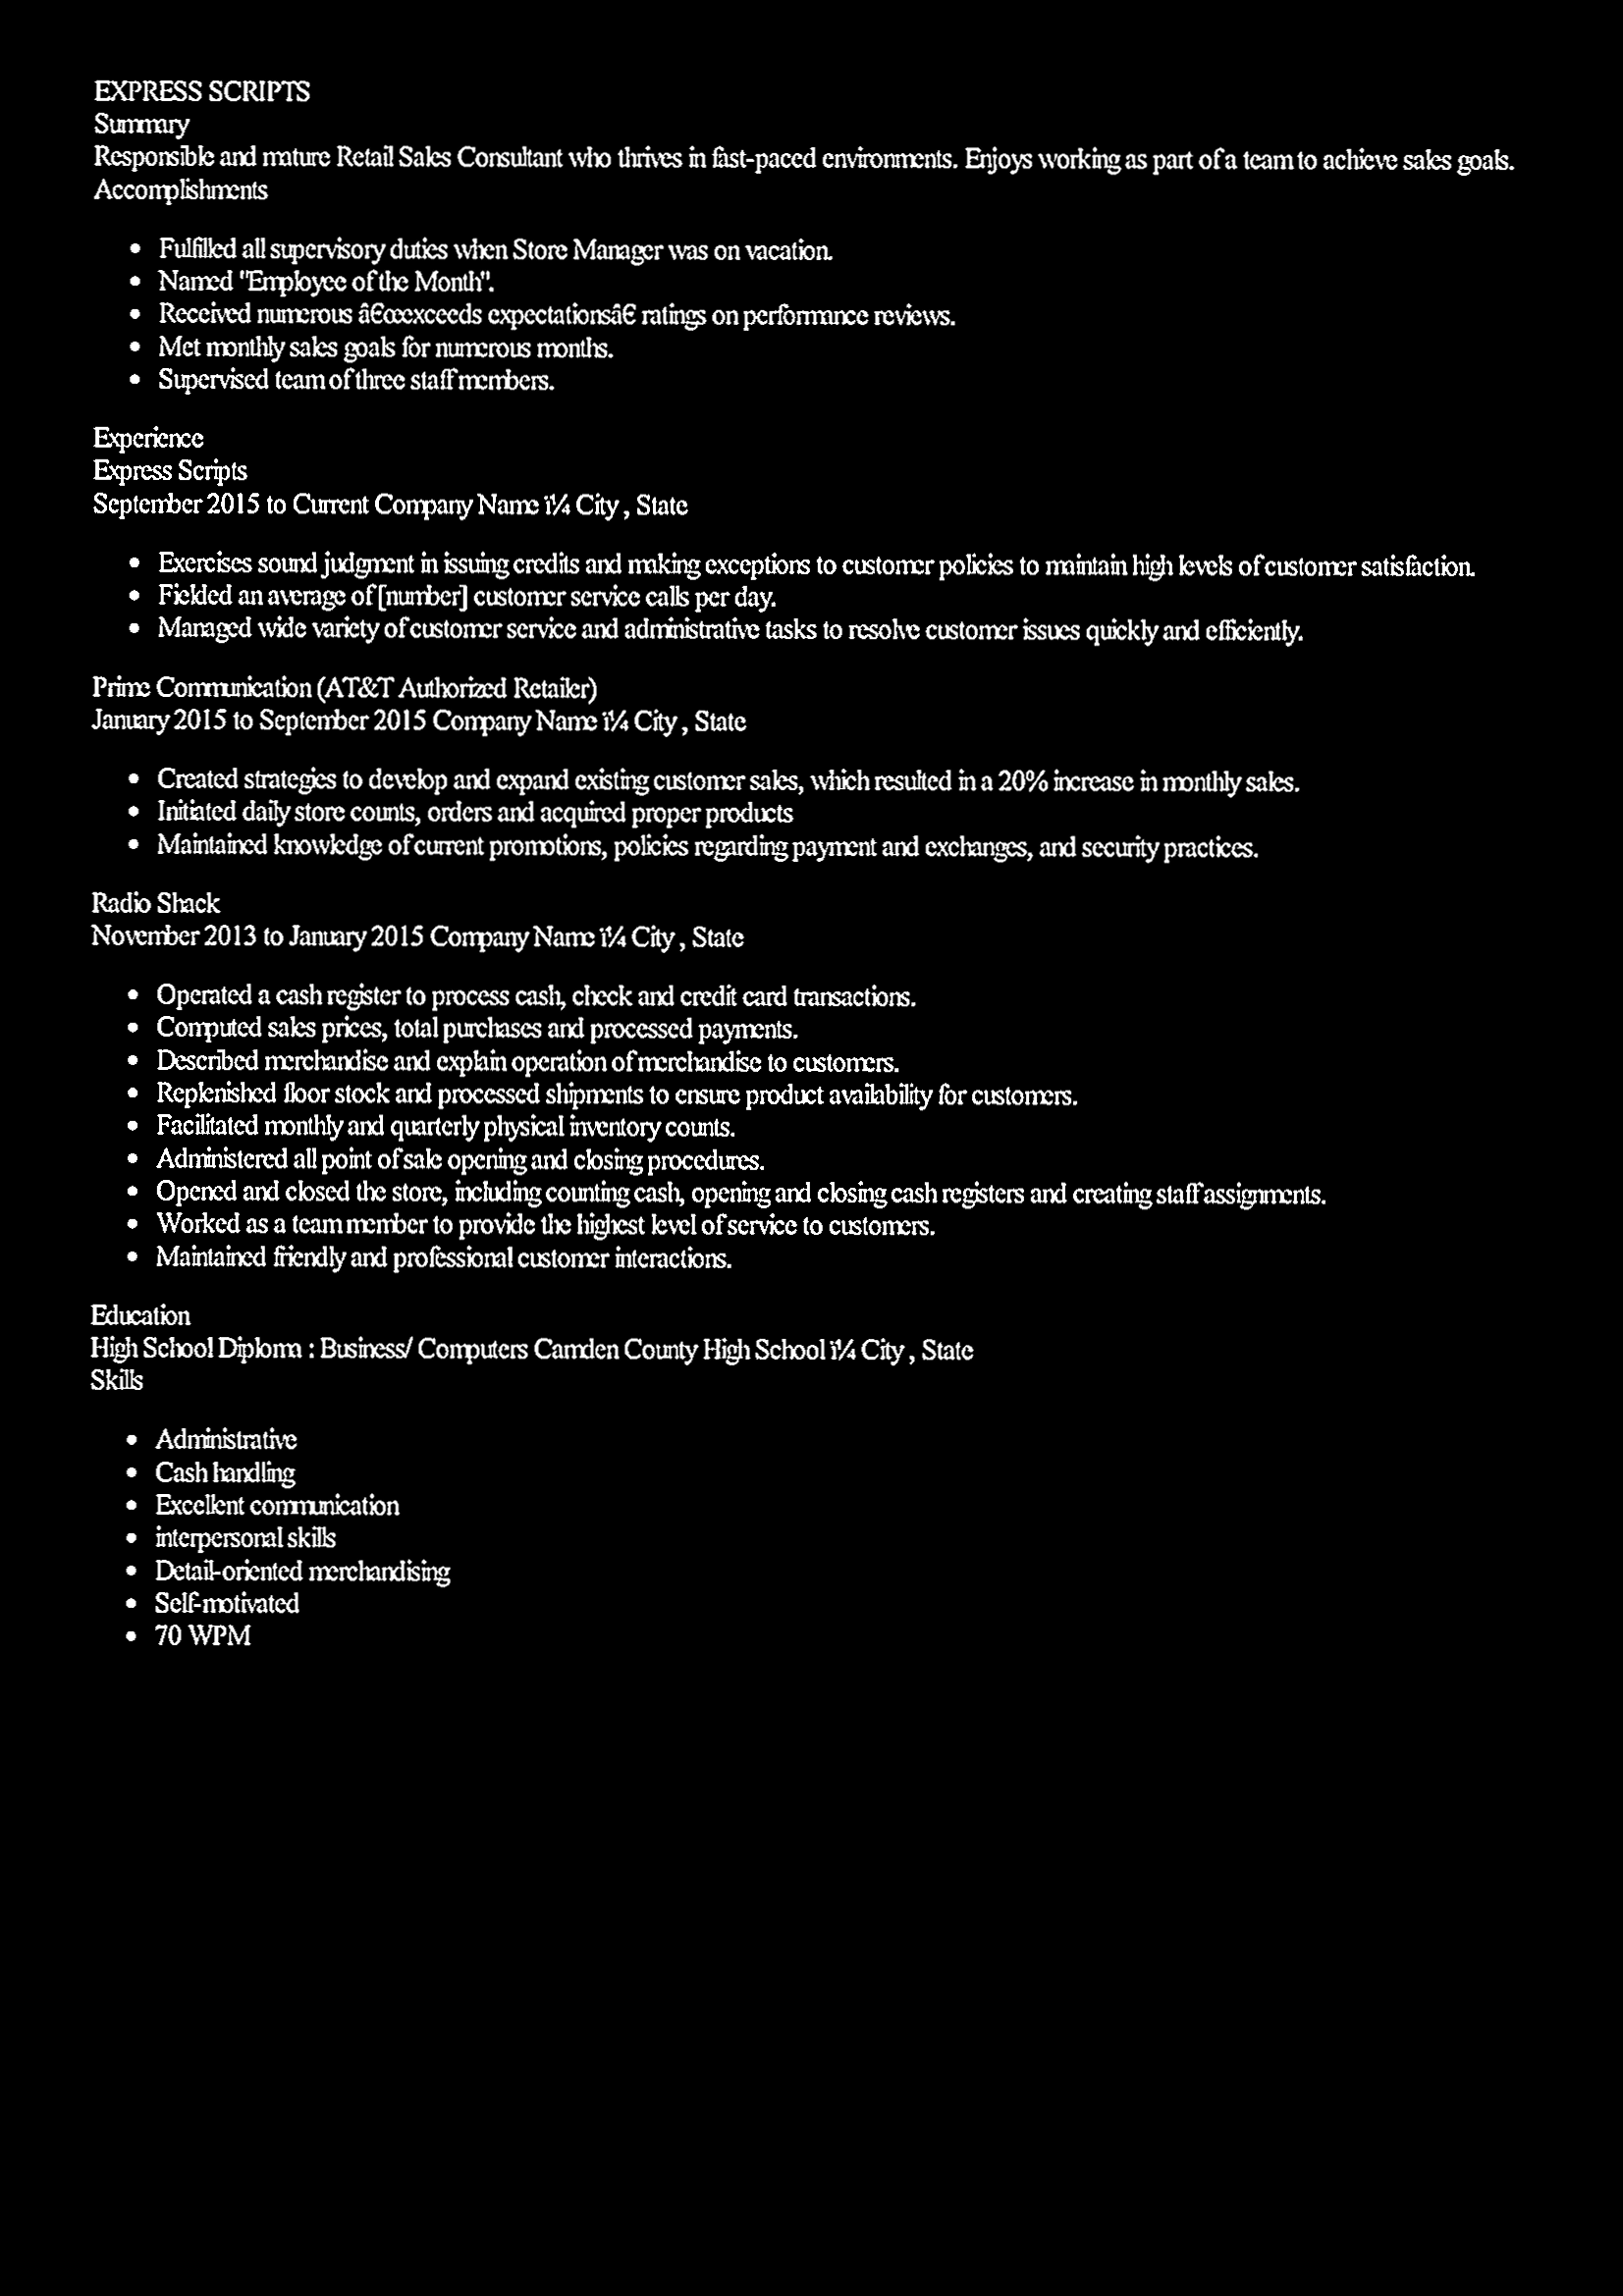 EXPRESS SCRIPTS
Summary
Responsible and mature Retail Sales Consultant who thrives in fast-paced environments. Enjoys working as part of a team to achieve sales goals.
Accomplishments
• Fulfilled all supervisory duties when Store Manager was on vacation.
• Named "Employee of the Month".
• Received numerous â€œexceeds expectationsâ€ ratings on performance reviews.
• Met monthly sales goals for numerous months.
• Supervised team of three staff members.
Experience
Express Scripts
September 2015 to Current Company Name ï¼ City , State
• Exercises sound judgment in issuing credits and making exceptions to customer policies to maintain high levels of customer satisfaction.
• Fielded an average of [number] customer service calls per day.
• Managed wide variety of customer service and administrative tasks to resolve customer issues quickly and efficiently.
Prime Communication (AT&T Authorized Retailer)
January 2015 to September 2015 Company Name ï¼ City , State
• Created strategies to develop and expand existing customer sales, which resulted in a 20% increase in monthly sales.
• Initiated daily store counts, orders and acquired proper products
• Maintained knowledge of current promotions, policies regarding payment and exchanges, and security practices.
Radio Shack
November 2013 to January 2015 Company Name ï¼ City , State
• Operated a cash register to process cash, check and credit card transactions.
• Computed sales prices, total purchases and processed payments.
• Described merchandise and explain operation of merchandise to customers.
• Replenished floor stock and processed shipments to ensure product availability for customers.
• Facilitated monthly and quarterly physical inventory counts.
• Administered all point of sale opening and closing procedures.
• Opened and closed the store, including counting cash, opening and closing cash registers and creating staff assignments.
• Worked as a team member to provide the highest level of service to customers.
• Maintained friendly and professional customer interactions.
Education
High School Diploma : Business/ Computers Camden County High School ï¼ City , State
Skills
• Administrative
• Cash handling
• Excellent communication
• interpersonal skills
• Detail-oriented merchandising
• Self-motivated
• 70 WPM